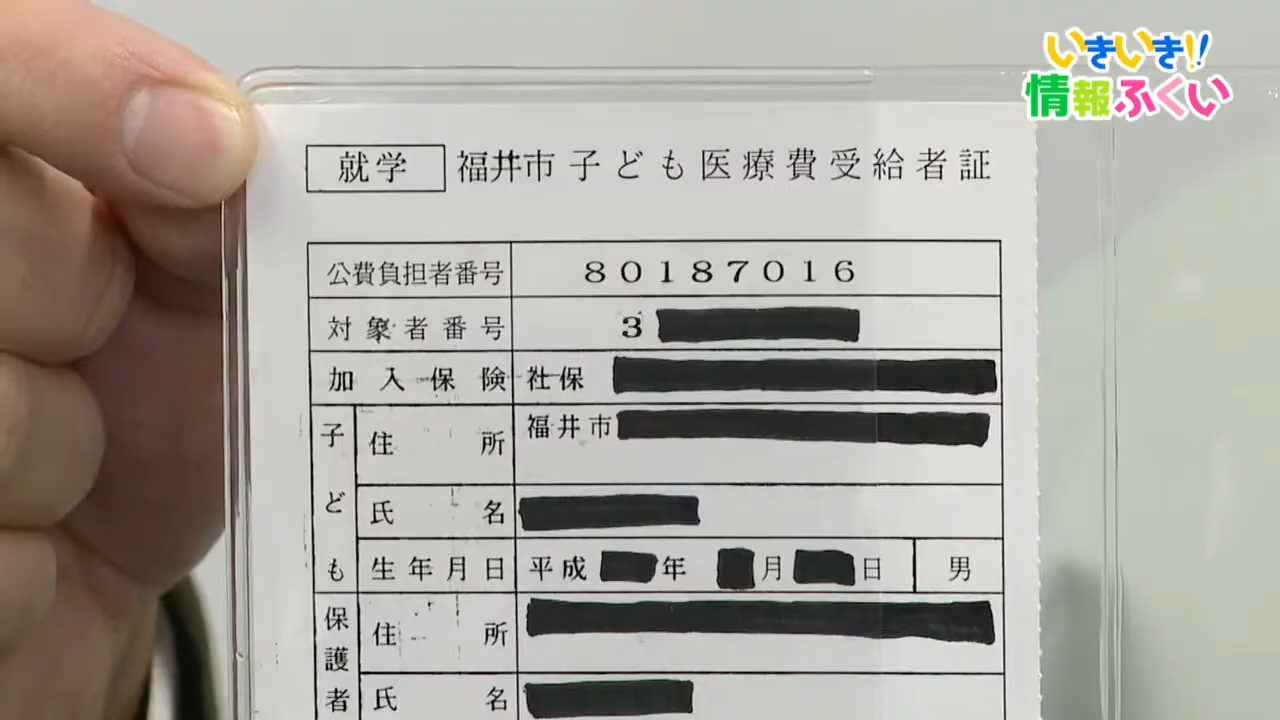 いきいき!!
情報ふくい
就学 福井市子ども医療費受給者証
公費負担者番号 80187016
対象者番号 3
加入保険 社保
子ども
住所 福井市
氏名
生年月日 平成 年 月 日 男
保護者
住所
氏名